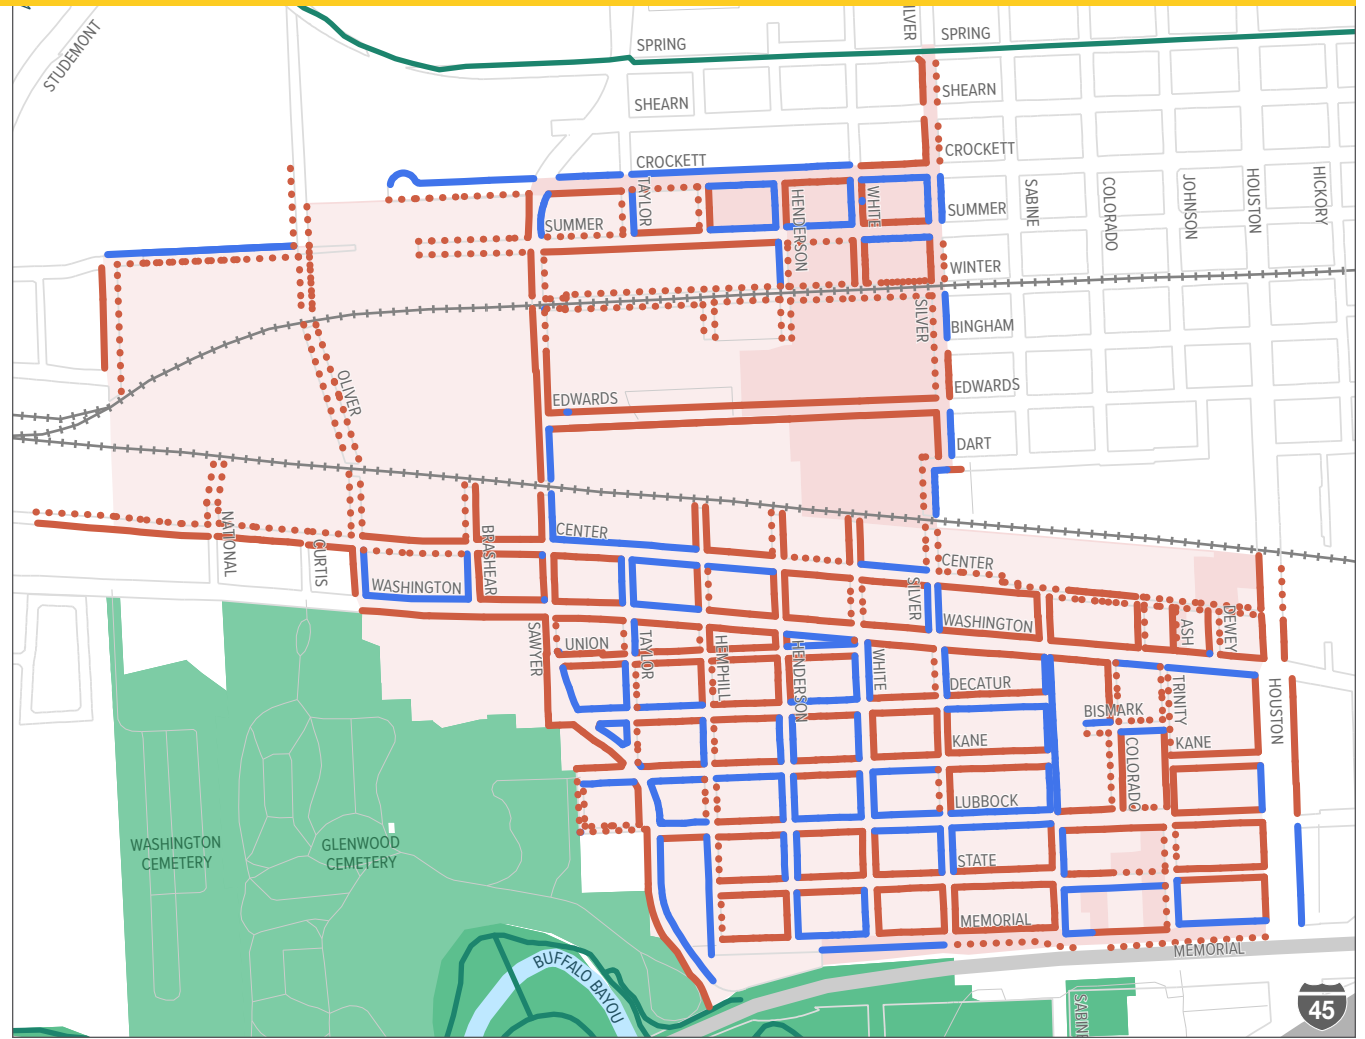 STUDEMONT
SPRING
ILVER
SPRING
SHEARN
SHEARN
CROCKETT
CROCKETT
TAYLOR
HENDERSON
WHITE
SUMMER
SUMMER
SABINE
COLORADO
JOHNSON
HOUSTON
HICKORY
WINTER
SILVER
BINGHAM
OLIVER
EDWARDS
EDWARDS
DART
NATIONAL
CURTIS
BRASHEAR
CENTER
CENTER
WASHINGTON
SILVER
WASHINGTON
ASH
DEWEY
SAWYER
UNION
TAYLOR
HEMPHILL
HENDERSON
WHITE
DECATUR
TRINITY
HOUSTON
BISMARK
KANE
COLORADO
KANE
LUBBOCK
WASHINGTON
CEMETERY
GLENWOOD
CEMETERY
STATE
MEMORIAL
MEMORIAL
BUFFALO BAYOU
SABIN
45